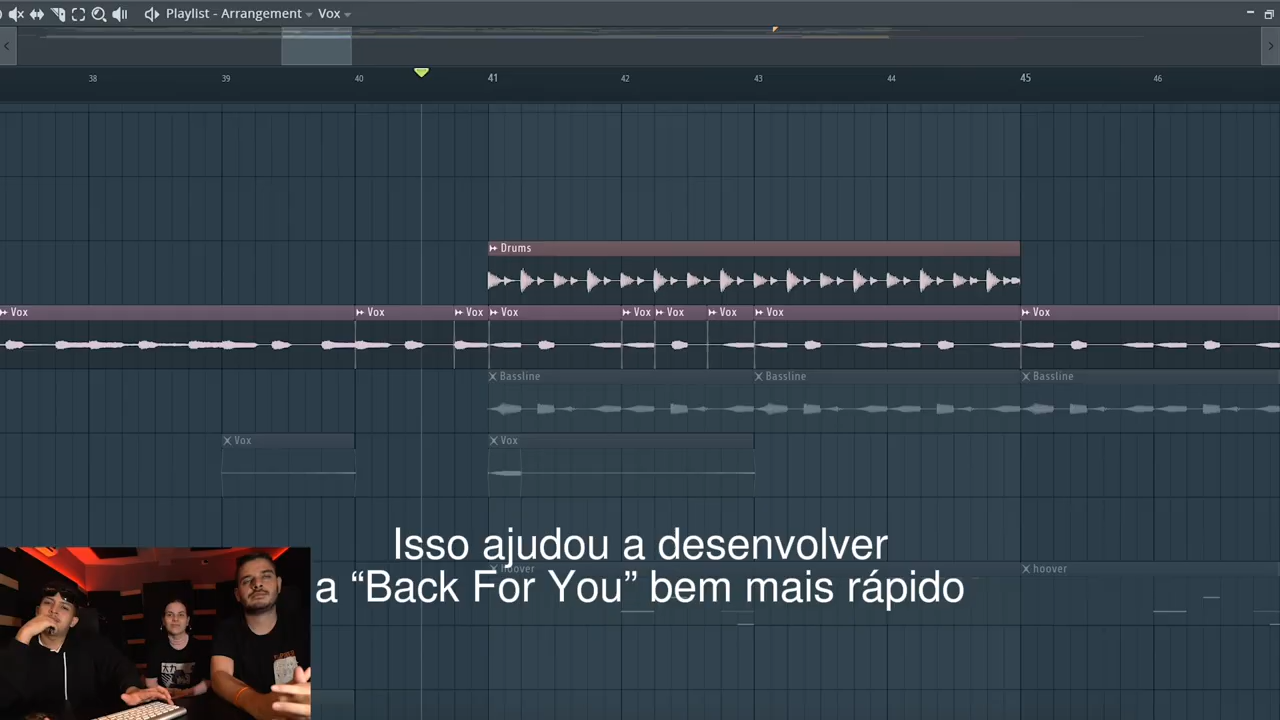 Playlist - Arrangement Vox
38 39 40 41 42 43 44 45 46
Drums
Vox Vox Vox Vox Vox Vox Vox Vox Vox
Bassline Bassline Bassline
Vox Vox
Isso ajudou a desenvolver
hoover hoover
a “Back For You” bem mais rápido